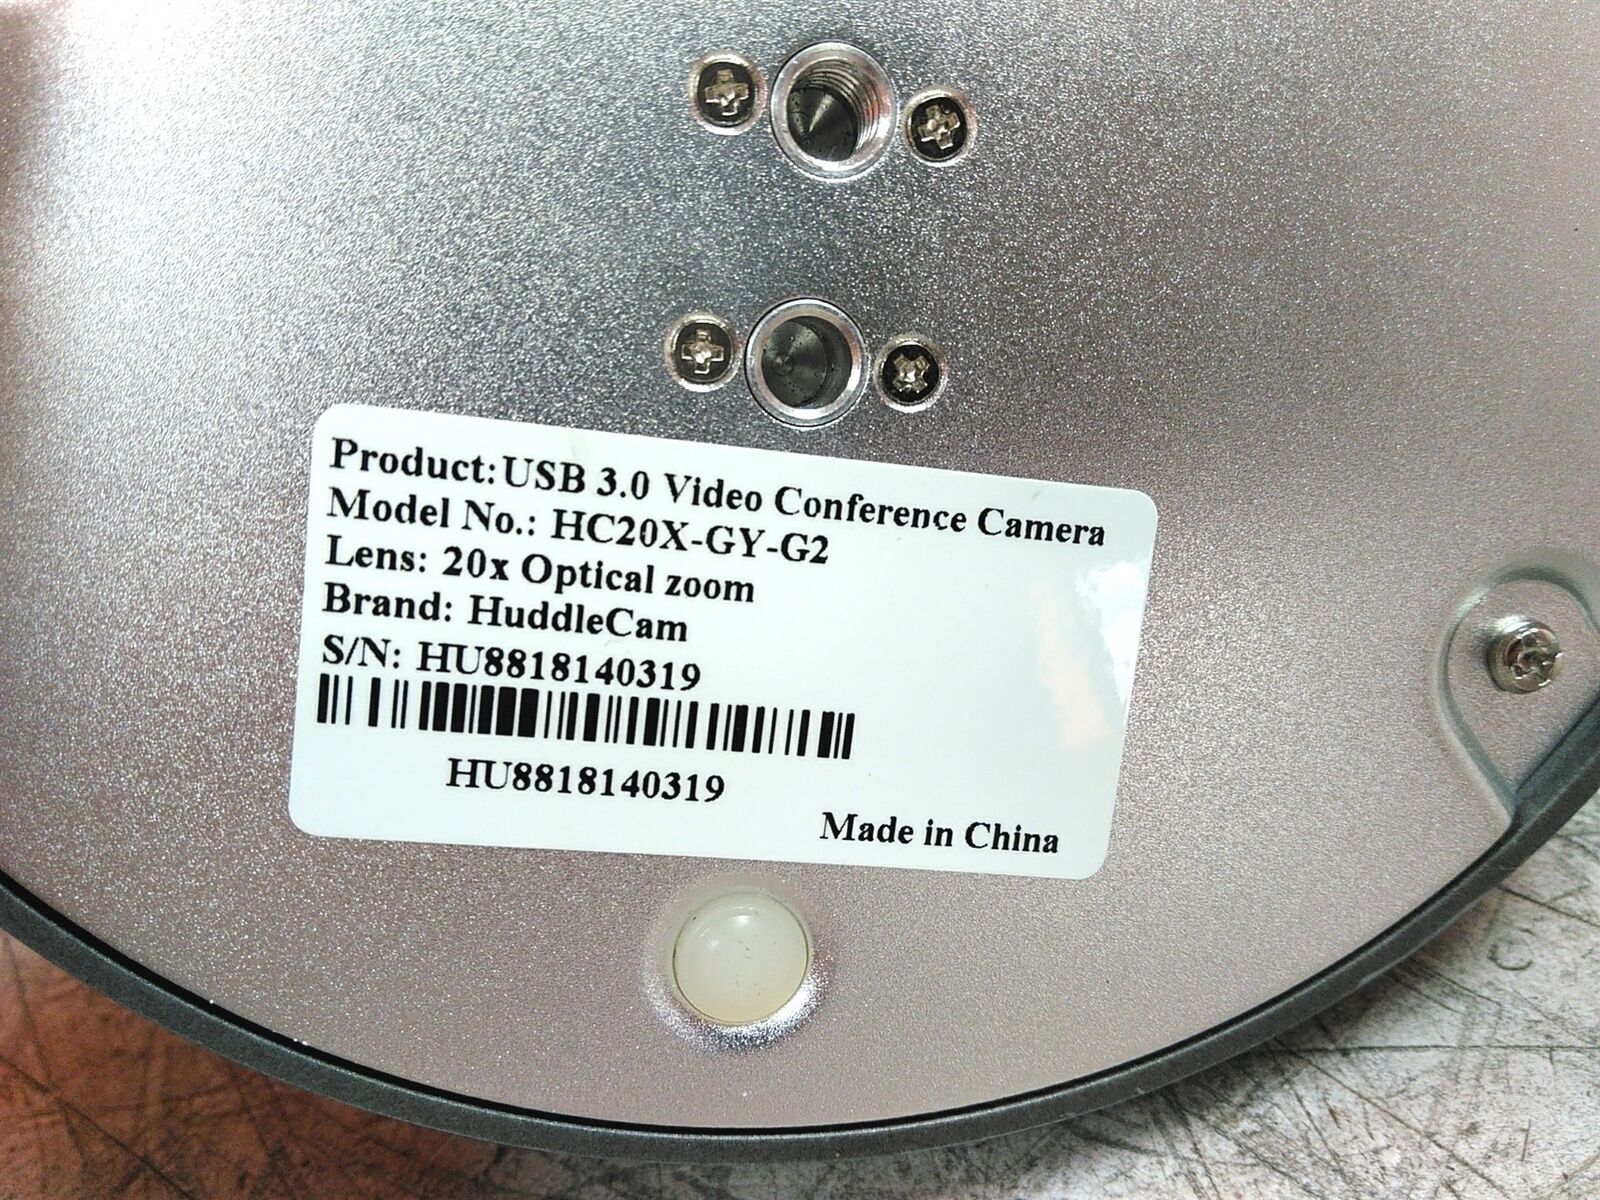 Product: USB 3.0 Video Conference Camera
Model No.: HC20X-GY-G2
Lens: 20x Optical zoom
Brand: HuddleCam
S/N: HU8818140319
HU8818140319
Made in China